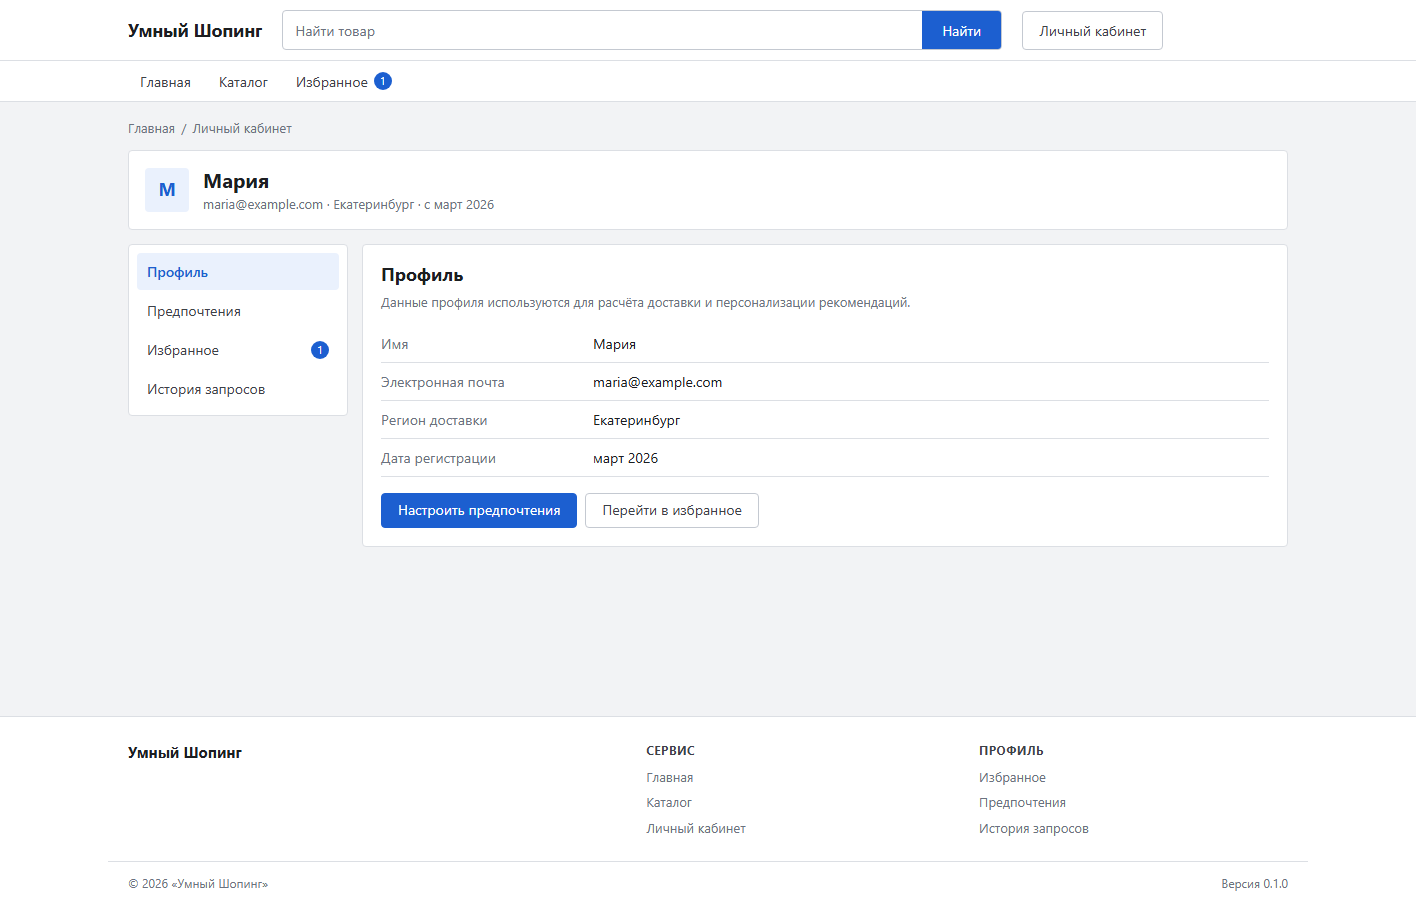 Умный Шопинг
Найти товар
Найти
Личный кабинет
Главная
Каталог
Избранное 1
Главная / Личный кабинет
М
Мария
maria@example.com · Екатеринбург · с март 2026
Профиль
Предпочтения
Избранное 1
История запросов
Профиль
Данные профиля используются для расчёта доставки и персонализации рекомендаций.
Имя Мария
Электронная почта maria@example.com
Регион доставки Екатеринбург
Дата регистрации март 2026
Настроить предпочтения
Перейти в избранное
Умный Шопинг
СЕРВИС
Главная
Каталог
Личный кабинет
ПРОФИЛЬ
Избранное
Предпочтения
История запросов
© 2026 «Умный Шопинг»
Версия 0.1.0